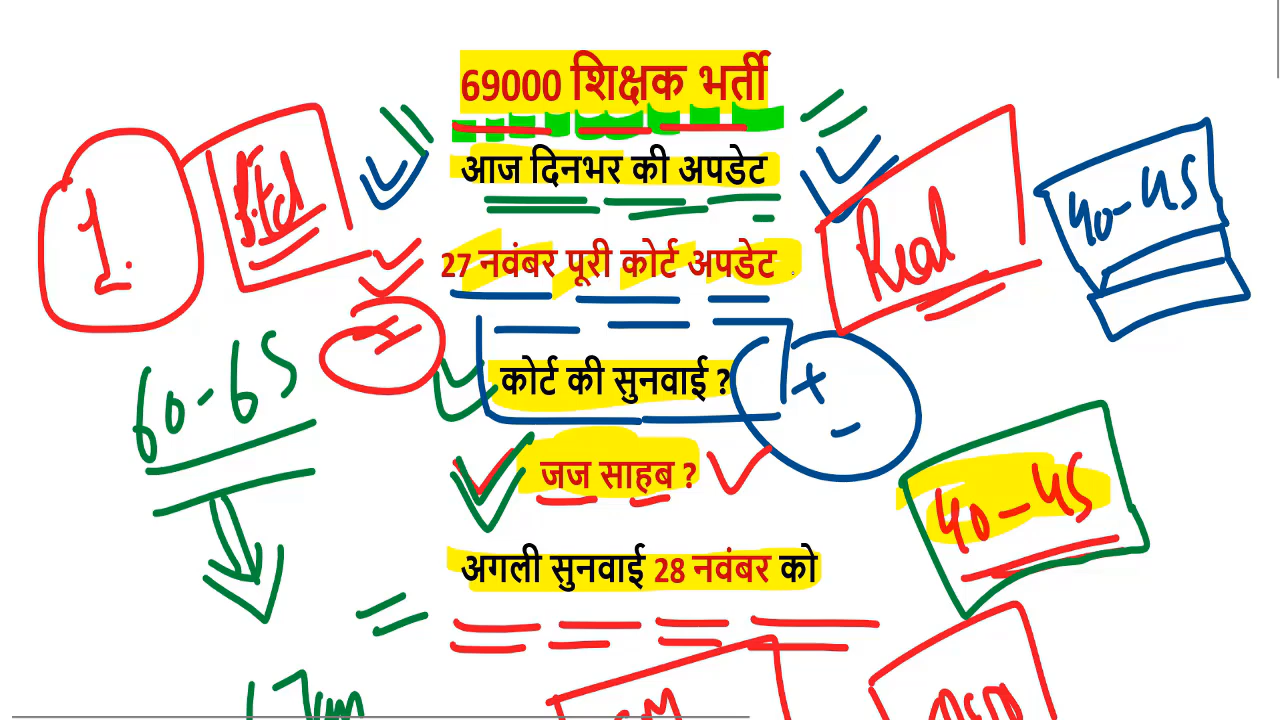 69000 शिक्षक भर्ती
आज दिनभर की अपडेट
1.
Real
40-45
27 नवंबर पूरी कोर्ट अपडेट
60-65
कोर्ट की सुनवाई ?
+
-
जज साहब ?
40-45
अगली सुनवाई 28 नवंबर को